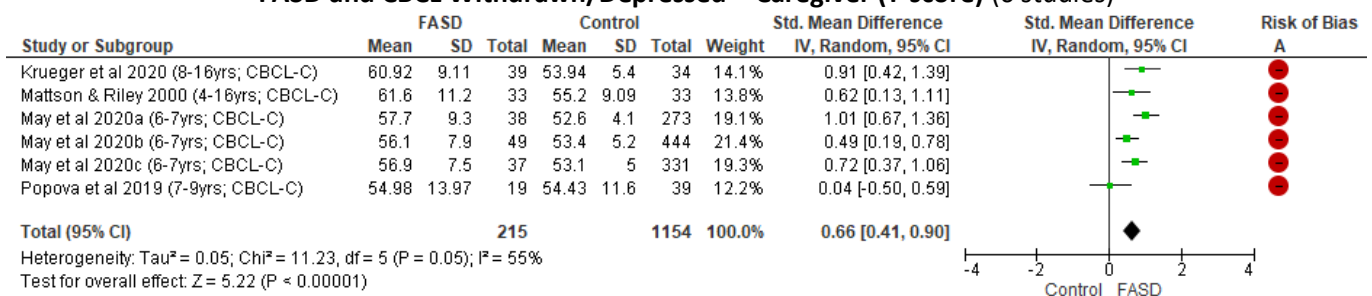 FASD and CBCL Withdrawn/Depressed – Caregiver (T-score) (6 studies)
FASD Control Std. Mean Difference Std. Mean Difference Risk of Bias
Study or Subgroup Mean SD Total Mean SD Total Weight IV, Random, 95% CI IV, Random, 95% CI A
Krueger et al 2020 (8-16yrs; CBCL-C) 60.92 9.11 39 53.94 5.4 34 14.1% 0.91 [0.42, 1.39]
Mattson & Riley 2000 (4-16yrs; CBCL-C) 61.6 11.2 33 55.2 9.09 33 13.8% 0.62 [0.13, 1.11]
May et al 2020a (6-7yrs; CBCL-C) 57.7 9.3 38 52.6 4.1 273 19.1% 1.01 [0.67, 1.36]
May et al 2020b (6-7yrs; CBCL-C) 56.1 7.9 49 53.4 5.2 444 21.4% 0.49 [0.19, 0.78]
May et al 2020c (6-7yrs; CBCL-C) 56.9 7.5 37 53.1 5 331 19.3% 0.72 [0.37, 1.06]
Popova et al 2019 (7-9yrs; CBCL-C) 54.98 13.97 19 54.43 11.6 39 12.2% 0.04 [-0.50, 0.59]
Total (95% CI) 215 1154 100.0% 0.66 [0.41, 0.90]
Heterogeneity: Tau² = 0.05; Chi² = 11.23, df = 5 (P = 0.05); I² = 55%
Test for overall effect: Z = 5.22 (P < 0.00001)
-4 -2 0 2 4
Control FASD